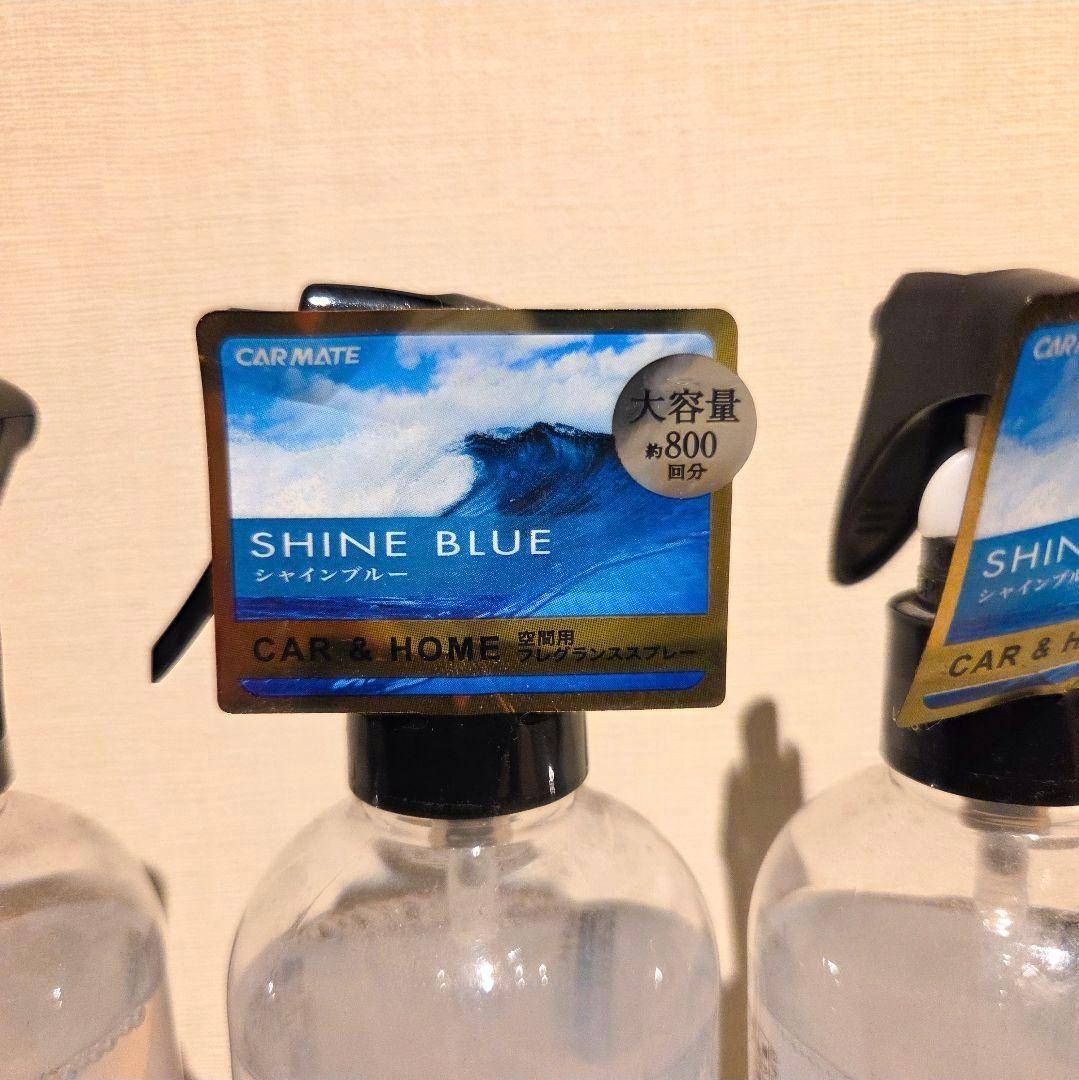 CARMATE
大容量
約800
回分
SHINE BLUE
シャインブルー
CAR & HOME 空間用
フレグランススプレー
CARM
SHIN
シャインブル
CAR & H